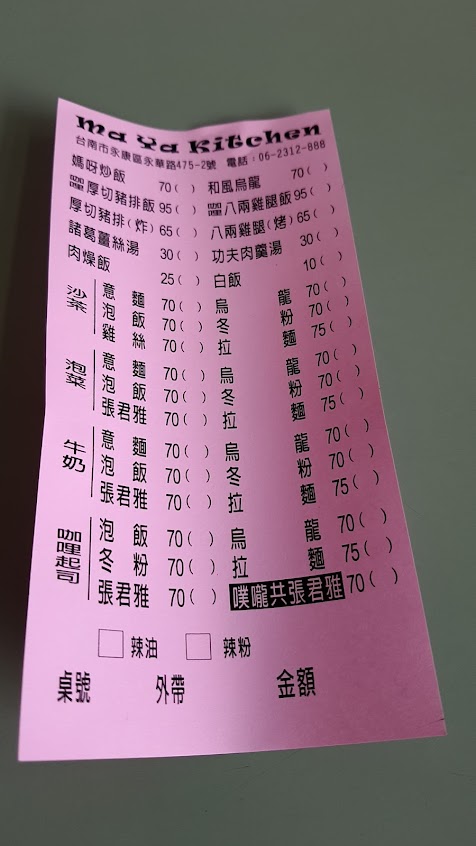 Ma Ya Kitchen
台南市永康區永華路475-2號 電話：06-2312-888
媽呀炒飯 70( ) 和風烏龍 70( )
咖哩厚切豬排飯 95( ) 咖哩八兩雞腿飯 95( )
厚切豬排(炸) 65( ) 八兩雞腿(烤) 65( )
諸葛薑絲湯 30( ) 功夫肉羹湯 30( )
肉燥飯 25( ) 白飯 10( )
沙茶 意麵 70( ) 烏龍 70( )
泡飯 70( ) 冬粉 70( )
雞絲 70( ) 拉麵 75( )
泡菜 意麵 70( ) 烏龍 70( )
泡飯 70( ) 冬粉 70( )
張君雅 70( ) 拉麵 75( )
牛奶 意麵 70( ) 烏龍 70( )
泡飯 70( ) 冬粉 70( )
張君雅 70( ) 拉麵 75( )
咖哩起司 泡飯 70( ) 烏龍 70( )
冬粉 70( ) 拉麵 75( )
張君雅 70( ) 噗嚨共張君雅 70( )
辣油 辣粉
桌號 外帶 金額